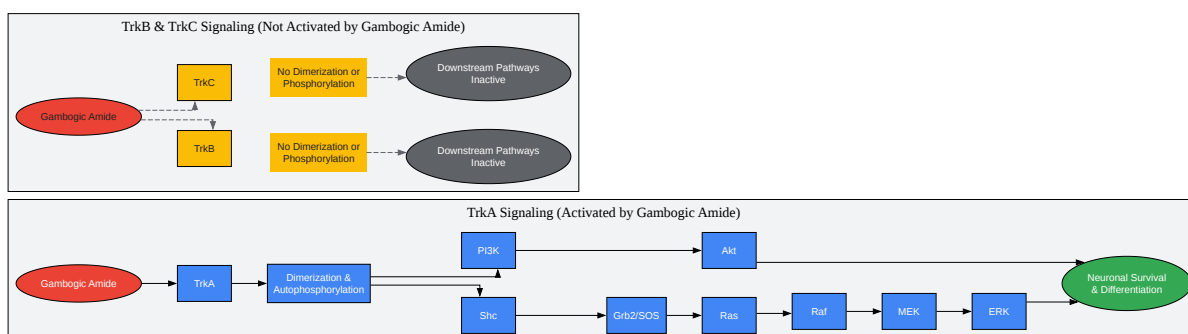 TrkB & TrkC Signaling (Not Activated by Gambogic Amide)
TrkC
No Dimerization or
Phosphorylation
Downstream Pathways
Inactive
Gambogic Amide
TrkB
No Dimerization or
Phosphorylation
Downstream Pathways
Inactive
TrkA Signaling (Activated by Gambogic Amide)
PI3K
Akt
Gambogic Amide
TrkA
Dimerization &
Autophosphorylation
Neuronal Survival
& Differentiation
Shc
Grb2/SOS
Ras
Raf
MEK
ERK